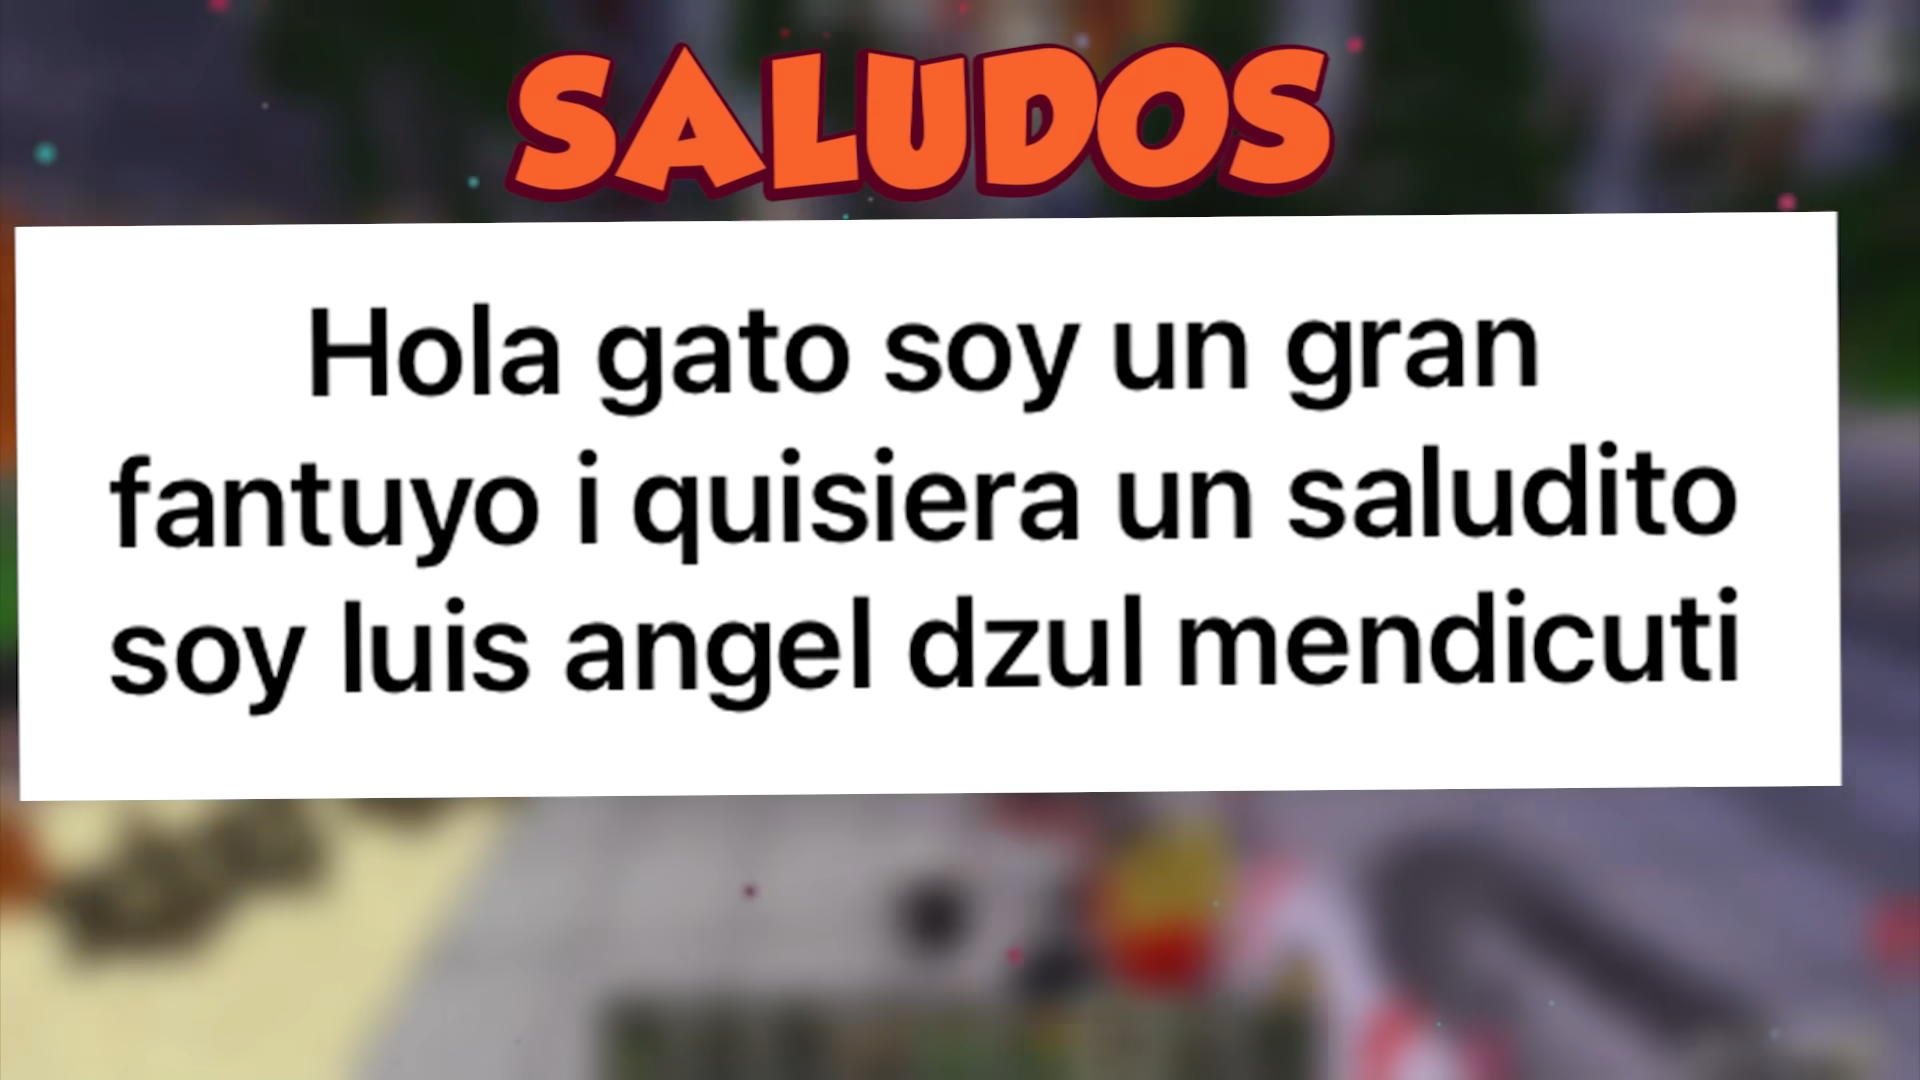 SALUDOS
Hola gato soy un gran
fantuyo i quisiera un saludito
soy luis angel dzul mendicuti